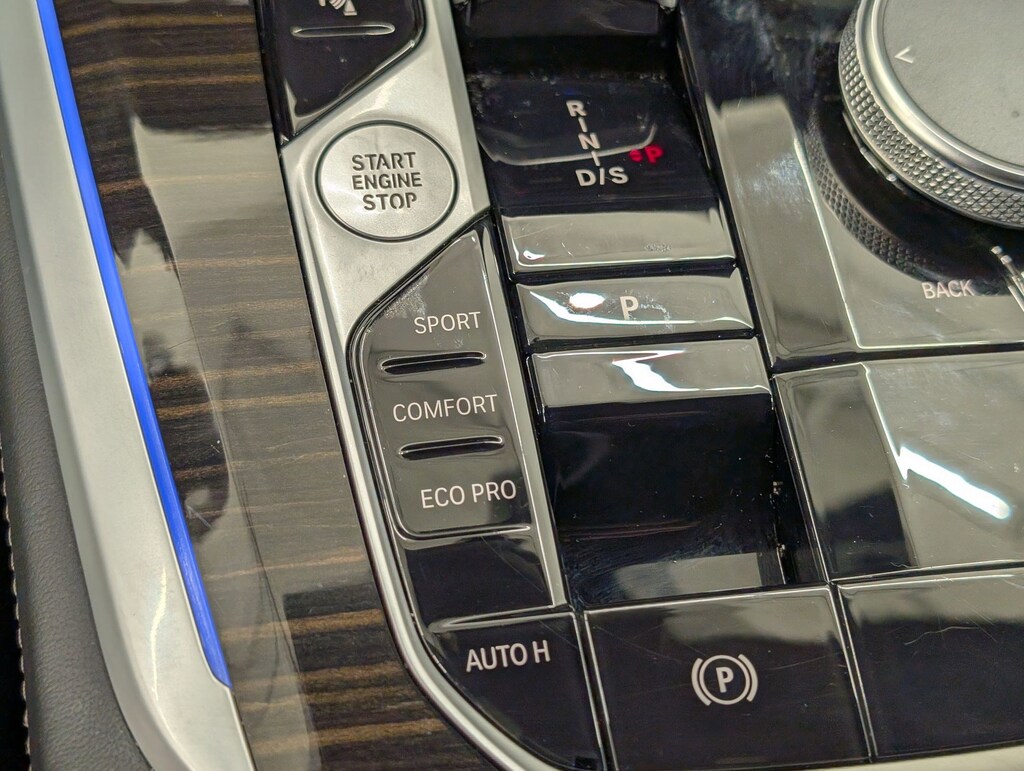 START
ENGINE
STOP
R
N
D/S
P
P
BACK
SPORT
COMFORT
ECO PRO
AUTO H
P